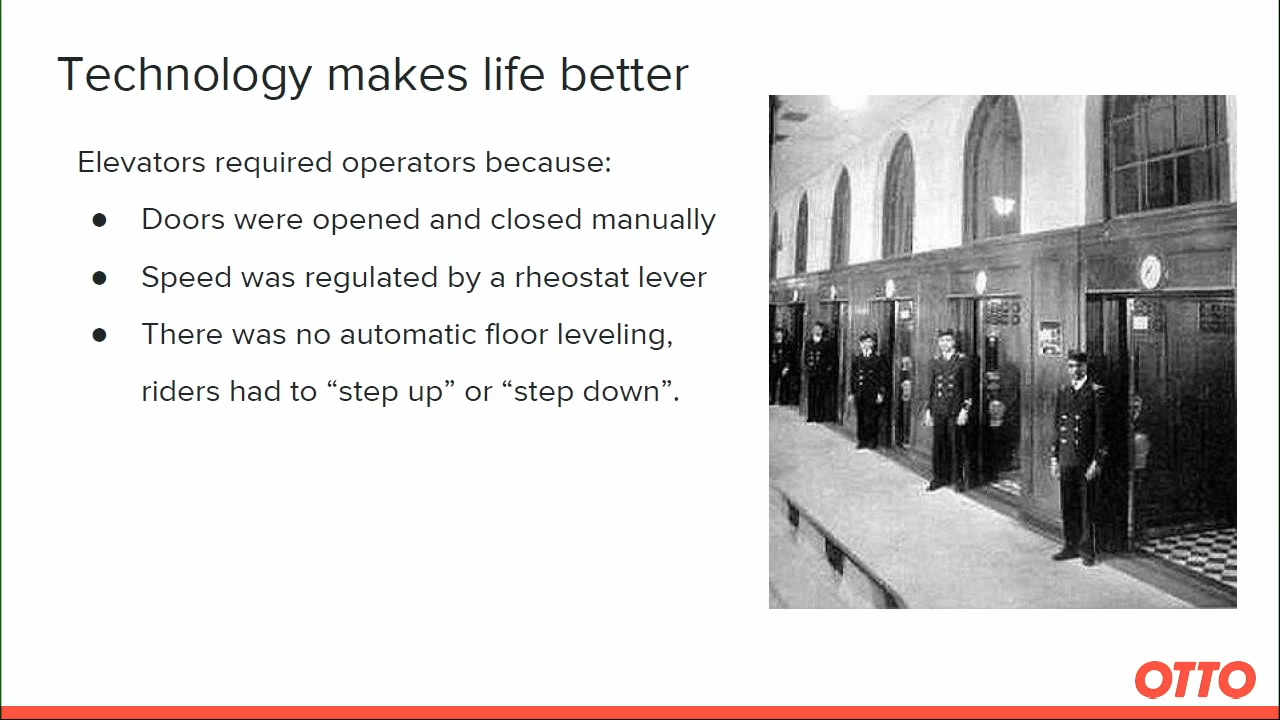 Technology makes life better
Elevators required operators because:
● Doors were opened and closed manually
● Speed was regulated by a rheostat lever
● There was no automatic floor leveling,
riders had to “step up” or “step down”.
OTTO